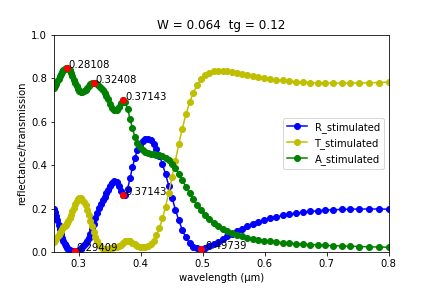 W = 0.064  tg = 0.12
reflectance/transmission
1.0
0.8
0.6
0.4
0.2
0.0
0.28108
0.32408
0.37143
0.37143
0.29409
0.49739
R_stimulated
T_stimulated
A_stimulated
0.3 0.4 0.5 0.6 0.7 0.8
wavelength (μm)